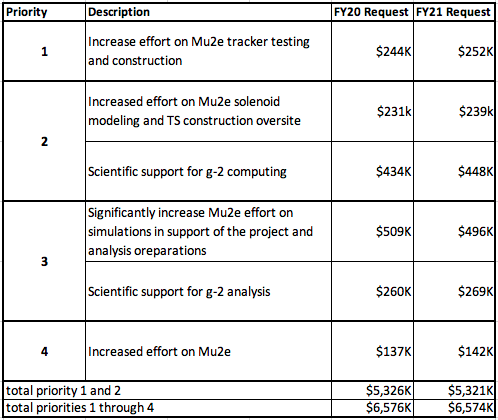 Priority Description FY20 Request FY21 Request
1 Increase effort on Mu2e tracker testing and construction $244K $252K
2 Increased effort on Mu2e solenoid modeling and TS construction oversite $231k $239k
Scientific support for g-2 computing $434K $448K
3 Significantly increase Mu2e effort on simulations in support of the project and analysis oreparations $509K $496K
Scientific support for g-2 analysis $260K $269K
4 Increased effort on Mu2e $137K $142K
total priority 1 and 2 $5,326K $5,321K
total priorities 1 through 4 $6,576K $6,574K